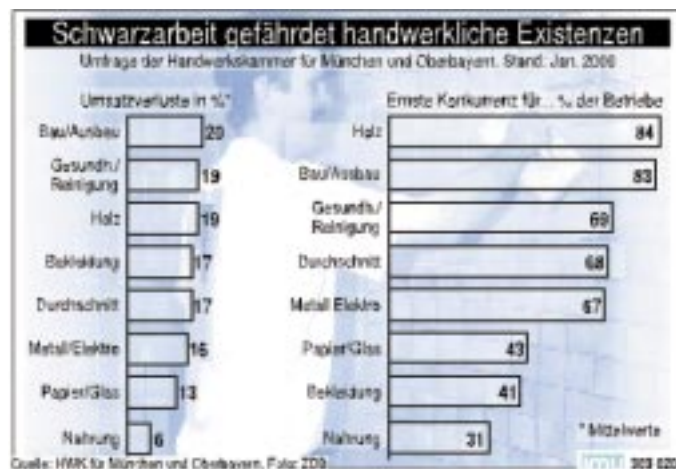 Schwarzarbeit gefährdet handwerkliche Existenzen
Umfrage der Handwerkskammer für München und Oberbayern. Stand: Jan. 2000
Umsatzverluste in %*
Bau/Ausbau 20
Gesundh./
Reinigung 19
Holz 19
Bekleidung 17
Durchschnitt 17
Metall/Elektro 16
Papier/Glas 13
Nahrung 6
Ernste Konkurrenz für... % der Betriebe
Holz 84
Bau/Ausbau 83
Gesundh./
Reinigung 69
Durchschnitt 68
Metall Elektro 67
Papier/Glas 43
Bekleidung 41
Nahrung 31
* Mittelwerte
Quelle: HWK für München und Oberbayern, Foto: ZDB
303 020